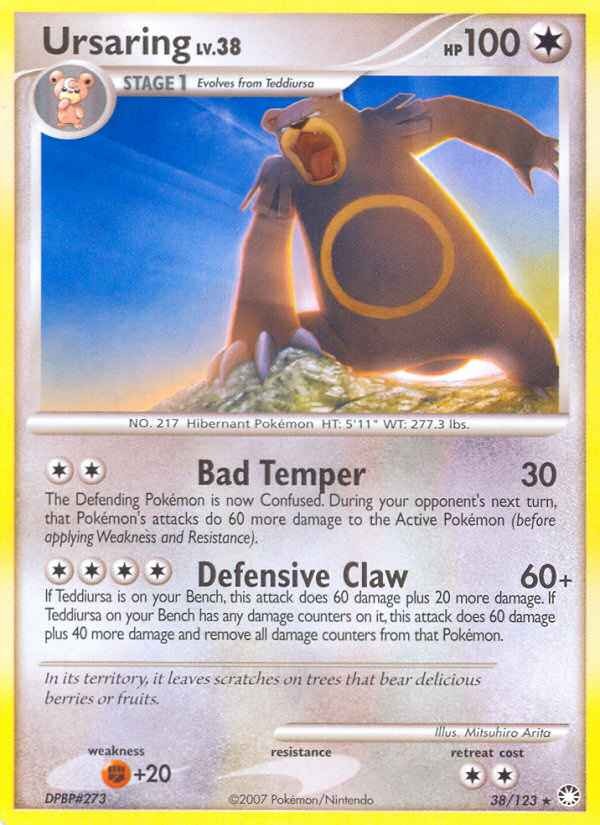 Ursaring LV.38
HP 100
STAGE 1 Evolves from Teddiursa
NO. 217 Hibernant Pokémon HT: 5'11" WT: 277.3 lbs.
Bad Temper 30
The Defending Pokémon is now Confused. During your opponent's next turn,
that Pokémon's attacks do 60 more damage to the Active Pokémon (before
applying Weakness and Resistance).
Defensive Claw 60+
If Teddiursa is on your Bench, this attack does 60 damage plus 20 more damage. If
Teddiursa on your Bench has any damage counters on it, this attack does 60 damage
plus 40 more damage and remove all damage counters from that Pokémon.
In its territory, it leaves scratches on trees that bear delicious
berries or fruits.
Illus. Mitsuhiro Arita
weakness resistance retreat cost
+20
DPBP#273 ©2007 Pokémon/Nintendo 38/123 ★